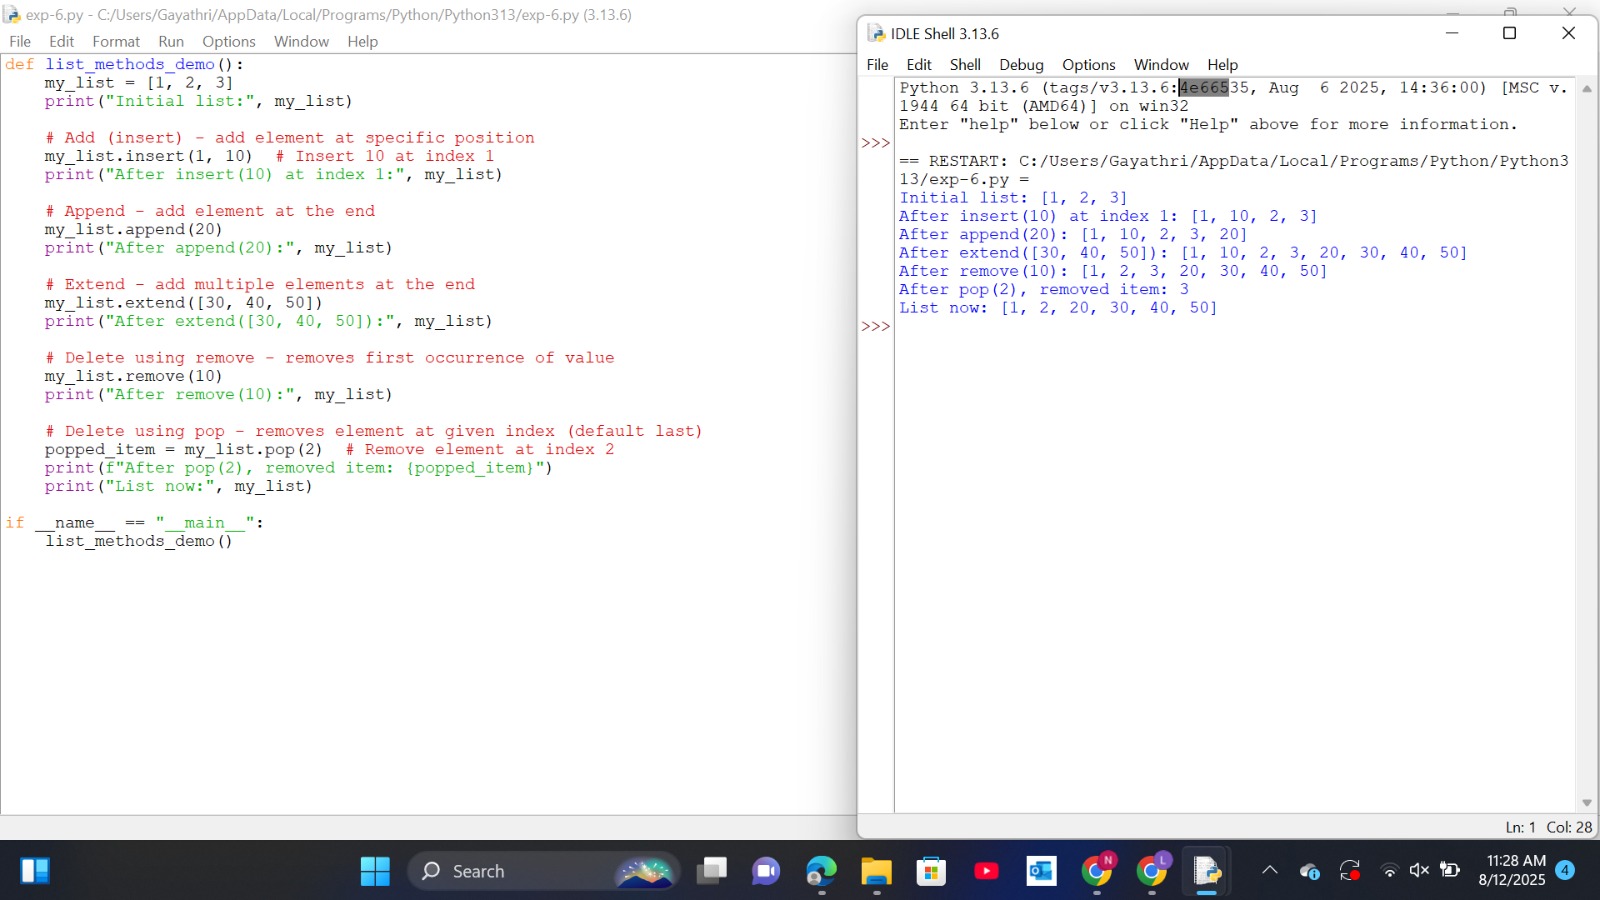 exp-6.py - C:/Users/Gayathri/AppData/Local/Programs/Python/Python313/exp-6.py (3.13.6)
File Edit Format Run Options Window Help
def list_methods_demo():
    my_list = [1, 2, 3]
    print("Initial list:", my_list)

    # Add (insert) - add element at specific position
    my_list.insert(1, 10)  # Insert 10 at index 1
    print("After insert(10) at index 1:", my_list)

    # Append - add element at the end
    my_list.append(20)
    print("After append(20):", my_list)

    # Extend - add multiple elements at the end
    my_list.extend([30, 40, 50])
    print("After extend([30, 40, 50]):", my_list)

    # Delete using remove - removes first occurrence of value
    my_list.remove(10)
    print("After remove(10):", my_list)

    # Delete using pop - removes element at given index (default last)
    popped_item = my_list.pop(2)  # Remove element at index 2
    print(f"After pop(2), removed item: {popped_item}")
    print("List now:", my_list)

if __name__ == "__main__":
    list_methods_demo()
IDLE Shell 3.13.6
File Edit Shell Debug Options Window Help
Python 3.13.6 (tags/v3.13.6:4e66535, Aug  6 2025, 14:36:00) [MSC v.
1944 64 bit (AMD64)] on win32
Enter "help" below or click "Help" above for more information.
>>>
== RESTART: C:/Users/Gayathri/AppData/Local/Programs/Python/Python3
13/exp-6.py =
Initial list: [1, 2, 3]
After insert(10) at index 1: [1, 10, 2, 3]
After append(20): [1, 10, 2, 3, 20]
After extend([30, 40, 50]): [1, 10, 2, 3, 20, 30, 40, 50]
After remove(10): [1, 2, 3, 20, 30, 40, 50]
After pop(2), removed item: 3
List now: [1, 2, 20, 30, 40, 50]
>>>
Ln: 1 Col: 28
Search
N
L
11:28 AM
8/12/2025
4